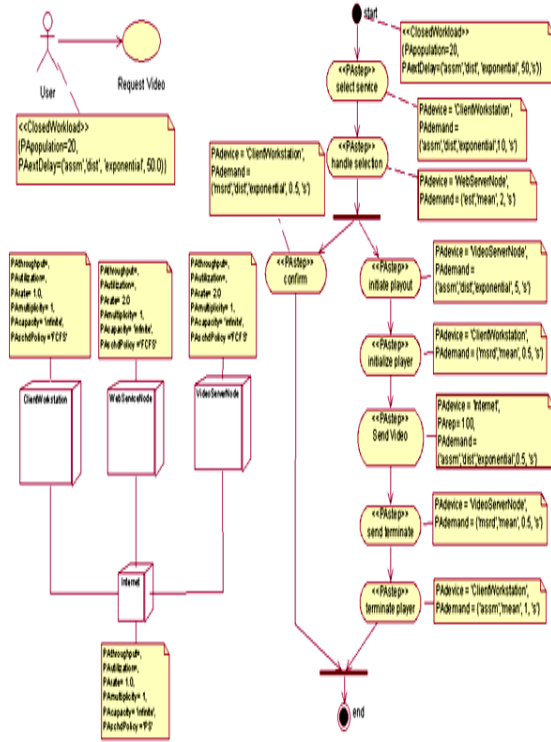 User
Request Video
<<ClosedWorkload>>
{PApopulation=20,
PAextDelay=('assm','dist', 'exponential', 50.0)}
start
<<ClosedWorkload>>
{PApopulation=20,
PAextDelay=('assm','dist', 'exponential', 50,'s')}
<<PAstep>>
select service
PAdevice = 'ClientWorkstation',
PAdemand =
('assm','dist','exponential',10, 's')
<<PAstep>>
handle selection
PAdevice = 'WebServerNode',
PAdemand = ('est','mean', 2, 's')
PAdevice = 'ClientWorkstation',
PAdemand =
('msrd','dist','exponential', 0.5, 's')
<<PAstep>>
confirm
<<PAstep>>
initiate playout
PAdevice = 'VideoServerNode',
PAdemand =
('assm','dist','exponential', 5, 's')
<<PAstep>>
initialize player
PAdevice = 'ClientWorkstation',
PAdemand = ('msrd','mean', 0.5, 's')
<<PAstep>>
Send Video
PAdevice = 'Internet',
PArep= 100,
PAdemand =
('assm','dist','exponential',0.5, 's')
<<PAstep>>
send terminate
PAdevice = 'VideoServerNode',
PAdemand = ('msrd','mean', 0.5, 's')
<<PAstep>>
terminate player
PAdevice = 'ClientWorkstation',
PAdemand = ('assm','mean', 1, 's')
end
PAthroughput=,
PAutilization=,
PArate= 1.0,
PAmultiplicity= 1,
PAcapacity= 'infinite',
PAschdPolicy ='FCFS'
PAthroughput=,
PAutilization=,
PArate= 2.0
PAmultiplicity= 1,
PAcapacity= 'infinite',
PAschdPolicy ='FCFS'
PAthroughput=,
PAutilization=,
PArate= 2.0
PAmultiplicity= 1,
PAcapacity= 'infinite',
PAschdPolicy ='FCFS'
ClientWorkstation
WebServiceNode
VideoServerNode
Internet
PAthroughput=,
PAutilization=,
PArate= 1.0,
PAmultiplicity= 1,
PAcapacity= 'infinite',
PAschdPolicy ='PS'